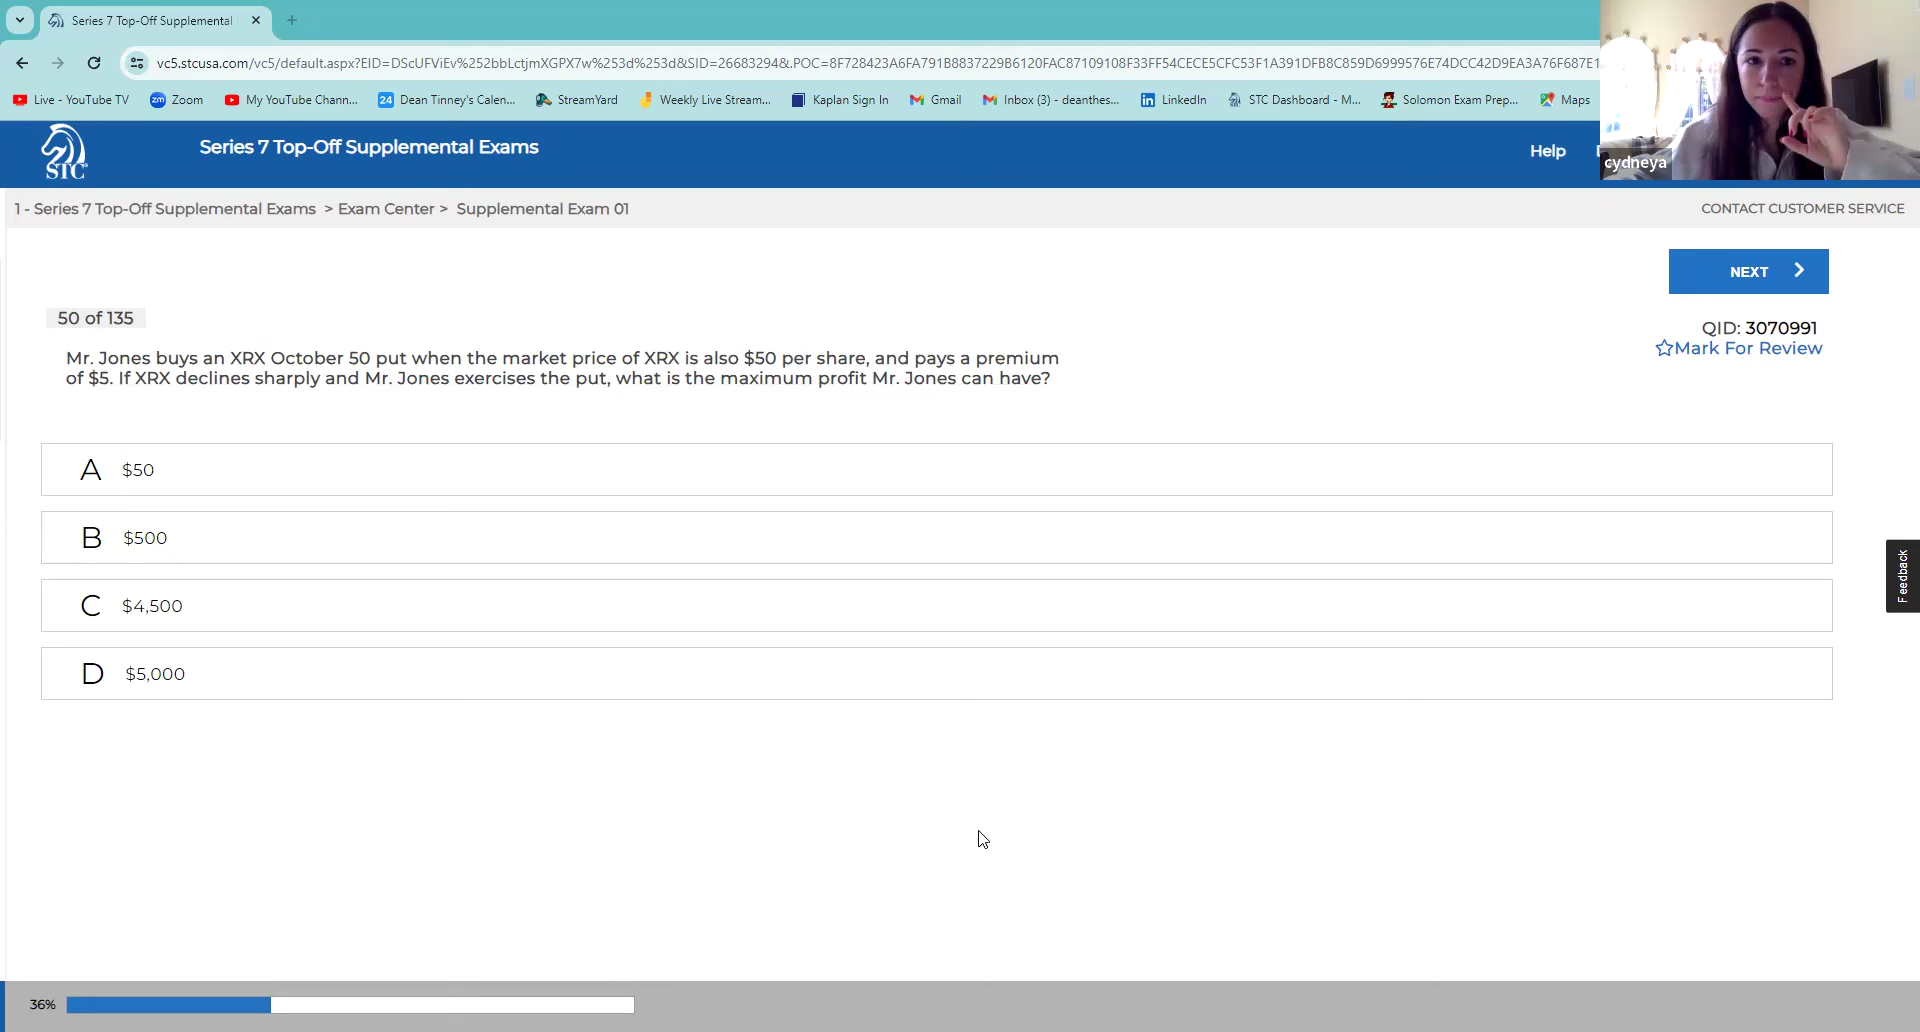 Series 7 Top-Off Supplemental
vc5.stcusa.com/vc5/default.aspx?EID=DScUFViEv%252bbLctjmXGPX7w%253d%253d&SID=26683294&.POC=8F728423A6FA791B8837229B6120FAC87109108F33FF54CECE5CFC53F1A391DFB8C859D6999576E74DCC42D9EA3A76F687E1
Live - YouTube TV
Zoom
My YouTube Chann...
24 Dean Tinney's Calen...
StreamYard
Weekly Live Stream...
Kaplan Sign In
Gmail
Inbox (3) - deanthes...
LinkedIn
STC Dashboard - M...
Solomon Exam Prep...
Maps
cydneya
STC
Series 7 Top-Off Supplemental Exams
Help
1 - Series 7 Top-Off Supplemental Exams > Exam Center > Supplemental Exam 01
CONTACT CUSTOMER SERVICE
NEXT
50 of 135
QID: 3070991
Mark For Review
Mr. Jones buys an XRX October 50 put when the market price of XRX is also $50 per share, and pays a premium
of $5. If XRX declines sharply and Mr. Jones exercises the put, what is the maximum profit Mr. Jones can have?
A $50
B $500
C $4,500
D $5,000
Feedback
36%